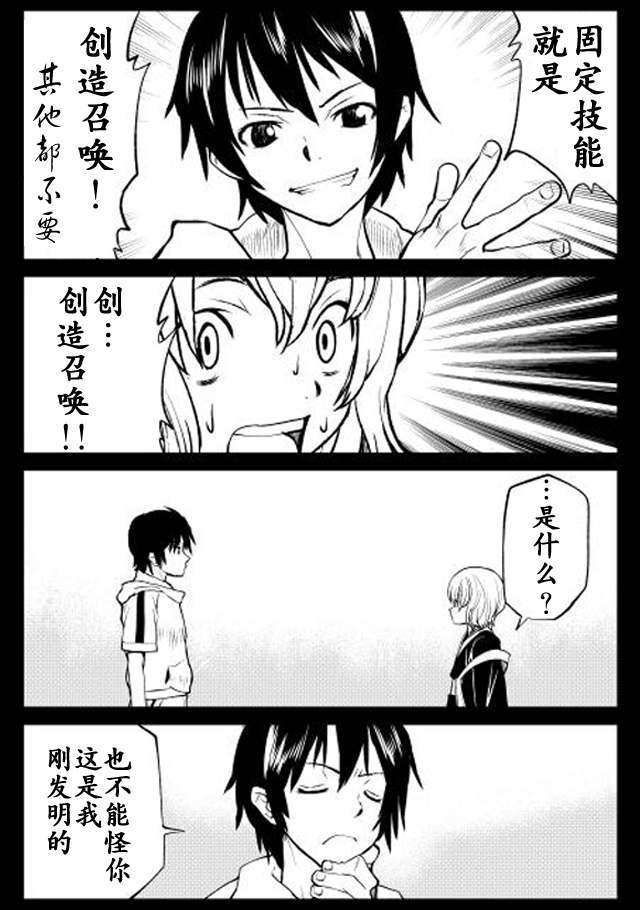 固定技能
就是
创造召唤！
其他都不要
创…
创造召唤！！
…是什么？
也不能怪你
这是我
刚发明的